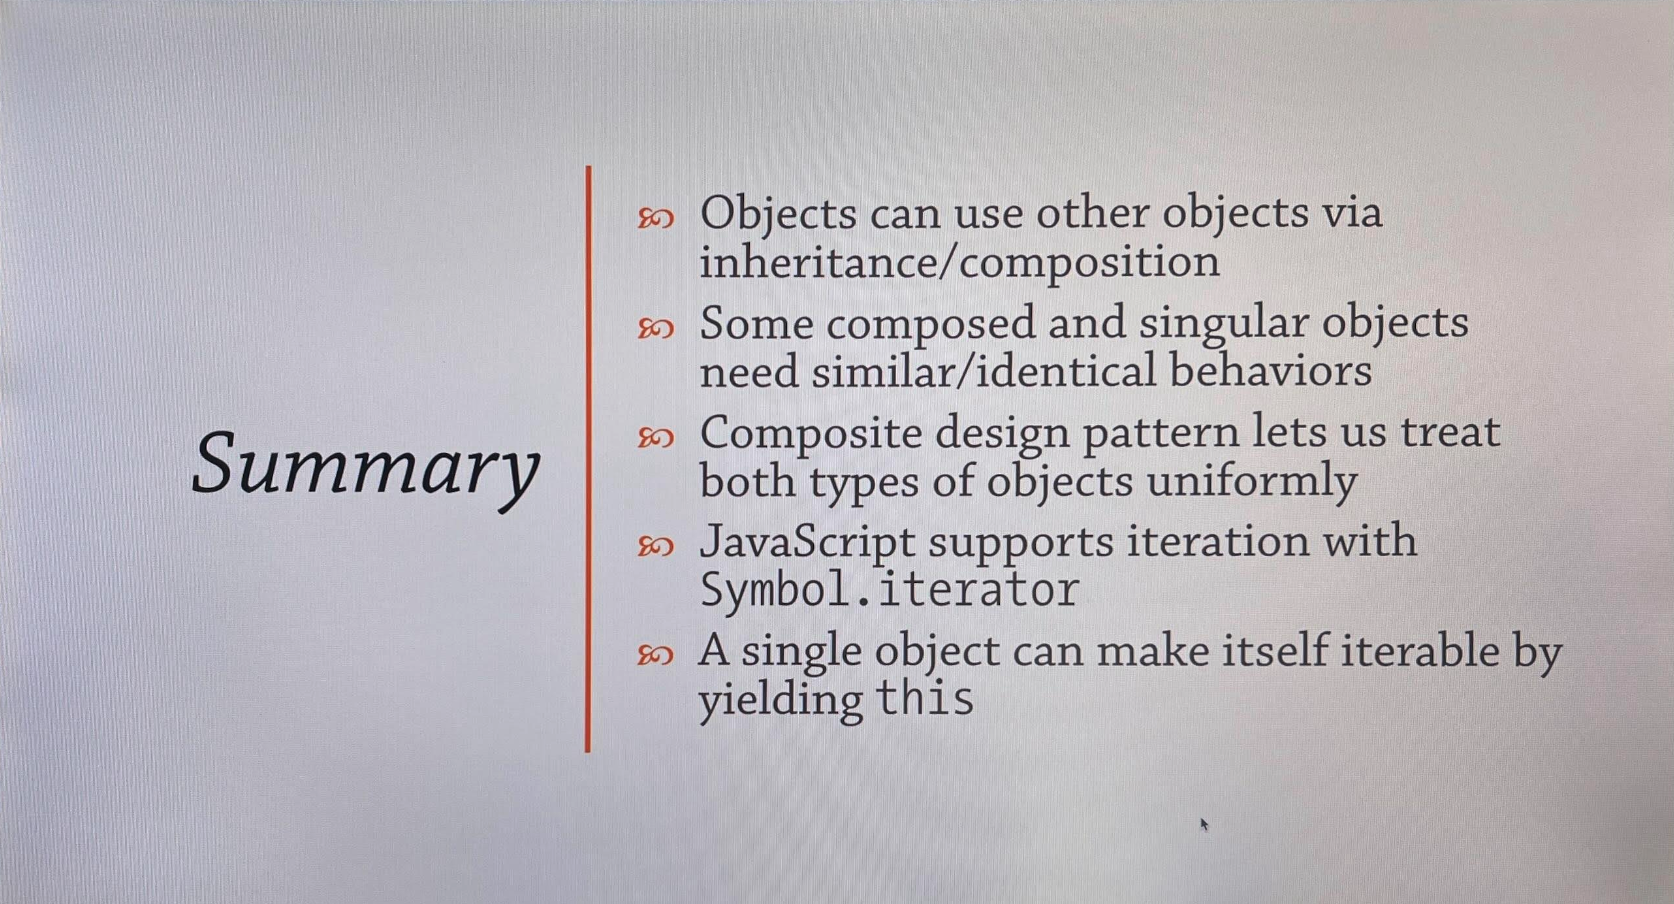 Summary
Objects can use other objects via
inheritance/composition
Some composed and singular objects
need similar/identical behaviors
Composite design pattern lets us treat
both types of objects uniformly
JavaScript supports iteration with
Symbol.iterator
A single object can make itself iterable by
yielding this